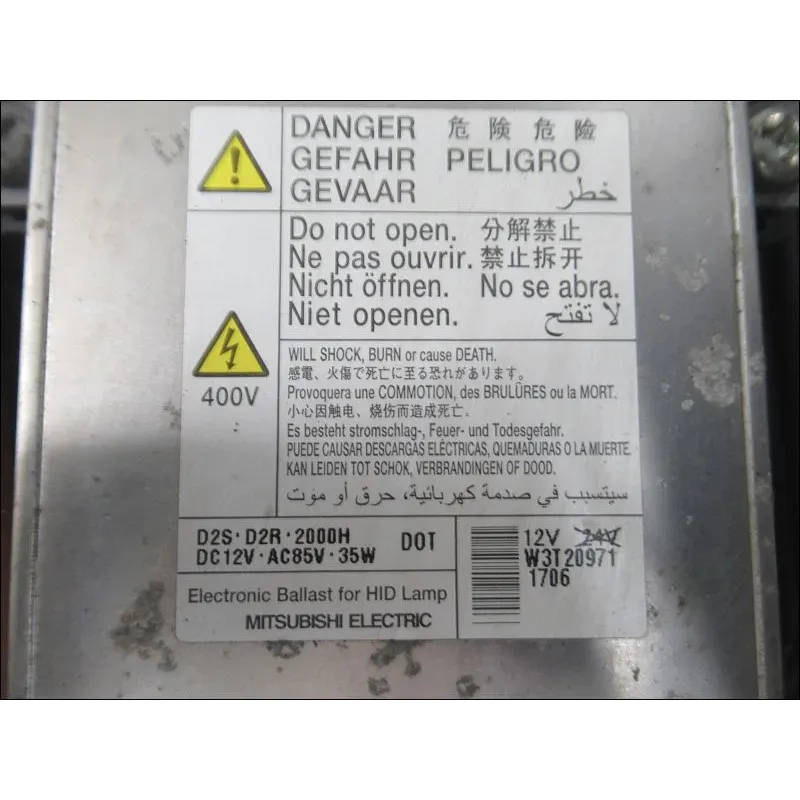 DANGER 危険 危險
GEFAHR PELIGRO
GEVAAR خطر
Do not open. 分解禁止
Ne pas ouvrir. 禁止拆开
Nicht öffnen. No se abra.
Niet openen. لا تفتح
400V
WILL SHOCK, BURN or cause DEATH.
感電、火傷で死亡に至る恐れがあります。
Provoquera une COMMOTION, des BRULÛRES ou la MORT.
小心因触电、烧伤而造成死亡。
Es besteht stromschlag-, Feuer- und Todesgefahr.
PUEDE CAUSAR DESCARGAS ELÉCTRICAS, QUEMADURAS O LA MUERTE.
KAN LEIDEN TOT SCHOK, VERBRANDINGEN OF DOOD.
سيتسبب في صدمة كهربائية، حرق أو موت
D2S·D2R·2000H DOT
DC12V·AC85V·35W
Electronic Ballast for HID Lamp
MITSUBISHI ELECTRIC
12V 24V
W3T20971
1706